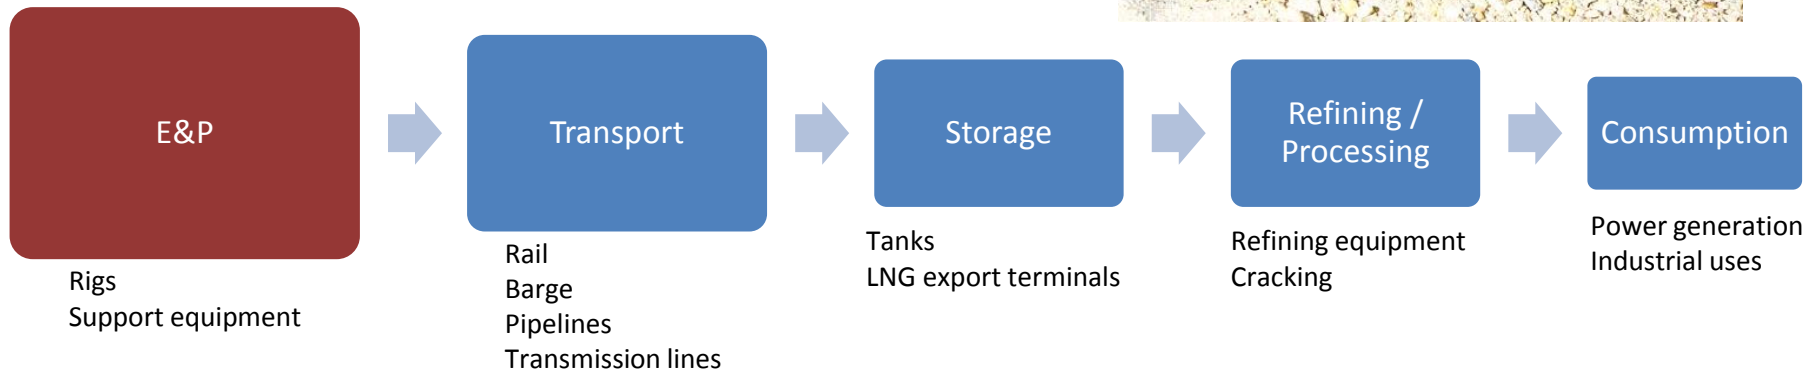 E&P
Rigs
Support equipment
Transport
Rail
Barge
Pipelines
Transmission lines
Storage
Tanks
LNG export terminals
Refining /
Processing
Refining equipment
Cracking
Consumption
Power generation
Industrial uses